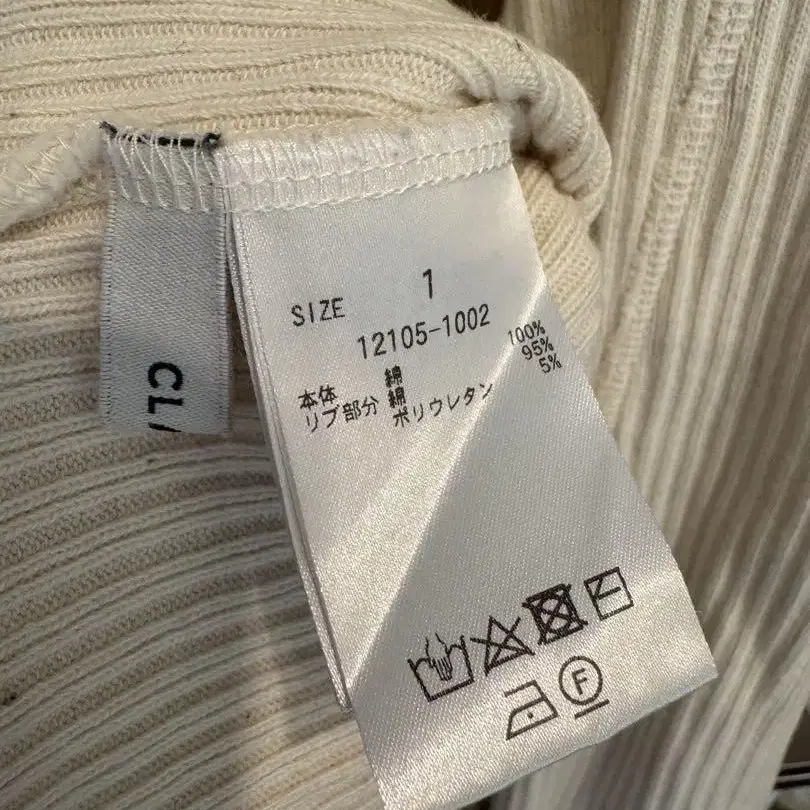 SIZE 1
12105-1002
本体 綿 100%
リブ部分 綿 95%
ポリウレタン 5%
F